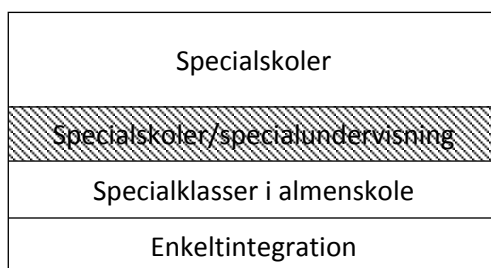 Specialskoler
Specialskoler/specialundervisning
Specialklasser i almenskole
Enkeltintegration